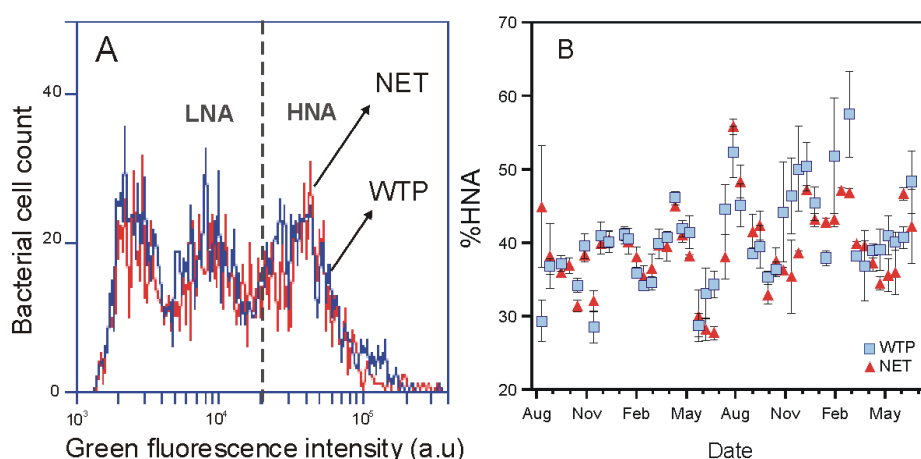 A
NET
LNA
HNA
WTP
Bacterial cell count
40
20
0
10³
10⁴
10⁵
Green fluorescence intensity (a.u)
B
%HNA
70
60
50
40
30
20
WTP
NET
Aug Nov Feb May Aug Nov Feb May
Date